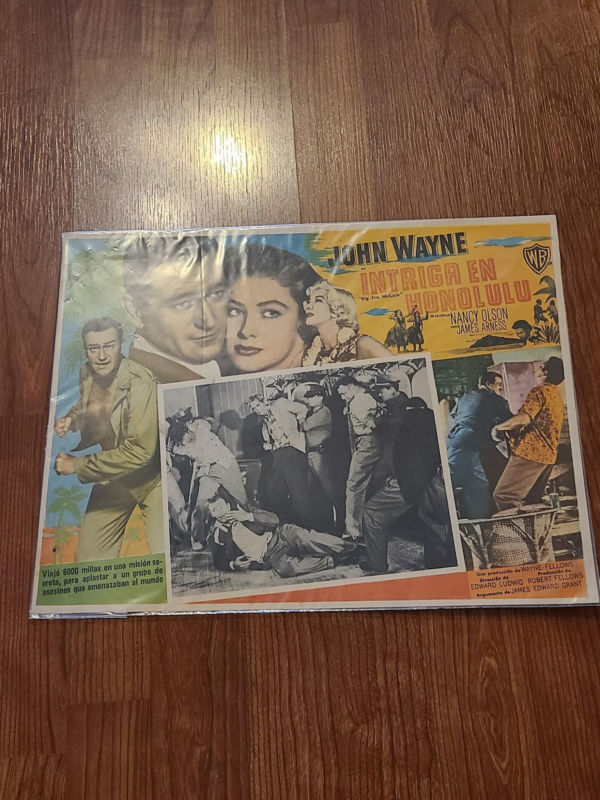 JOHN WAYNE
en
INTRIGA EN
"Big Jim McLain"
HONOLULU
WB
NANCY OLSON
JAMES ARNESS
Viajó 6000 millas en una misión se-
creta, para aplastar a un grupo de
asesinos que amenazaban al mundo
Una producción de WAYNE-FELLOWS
Dirección de
Producción de
EDWARD LUDWIG
ROBERT FELLOWS
Argumento de JAMES EDWARD GRANT